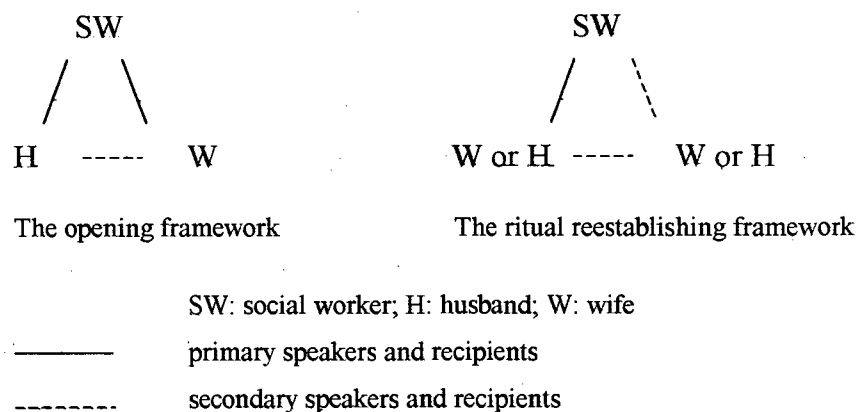 SW SW
H W W or H W or H
The opening framework The ritual reestablishing framework
SW: social worker; H: husband; W: wife
primary speakers and recipients
secondary speakers and recipients